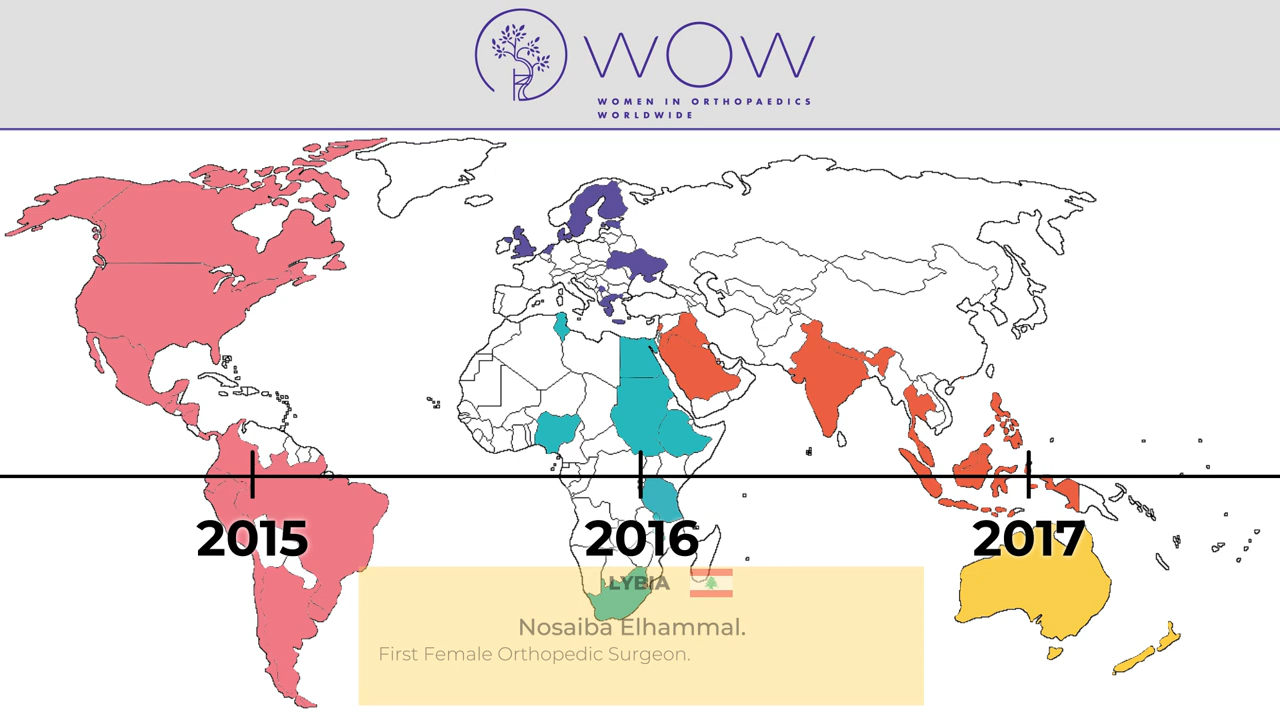 WOW
WOMEN IN ORTHOPAEDICS
WORLDWIDE
2015
2016
2017
LYBIA
Nosaiba Elhammal.
First Female Orthopedic Surgeon.